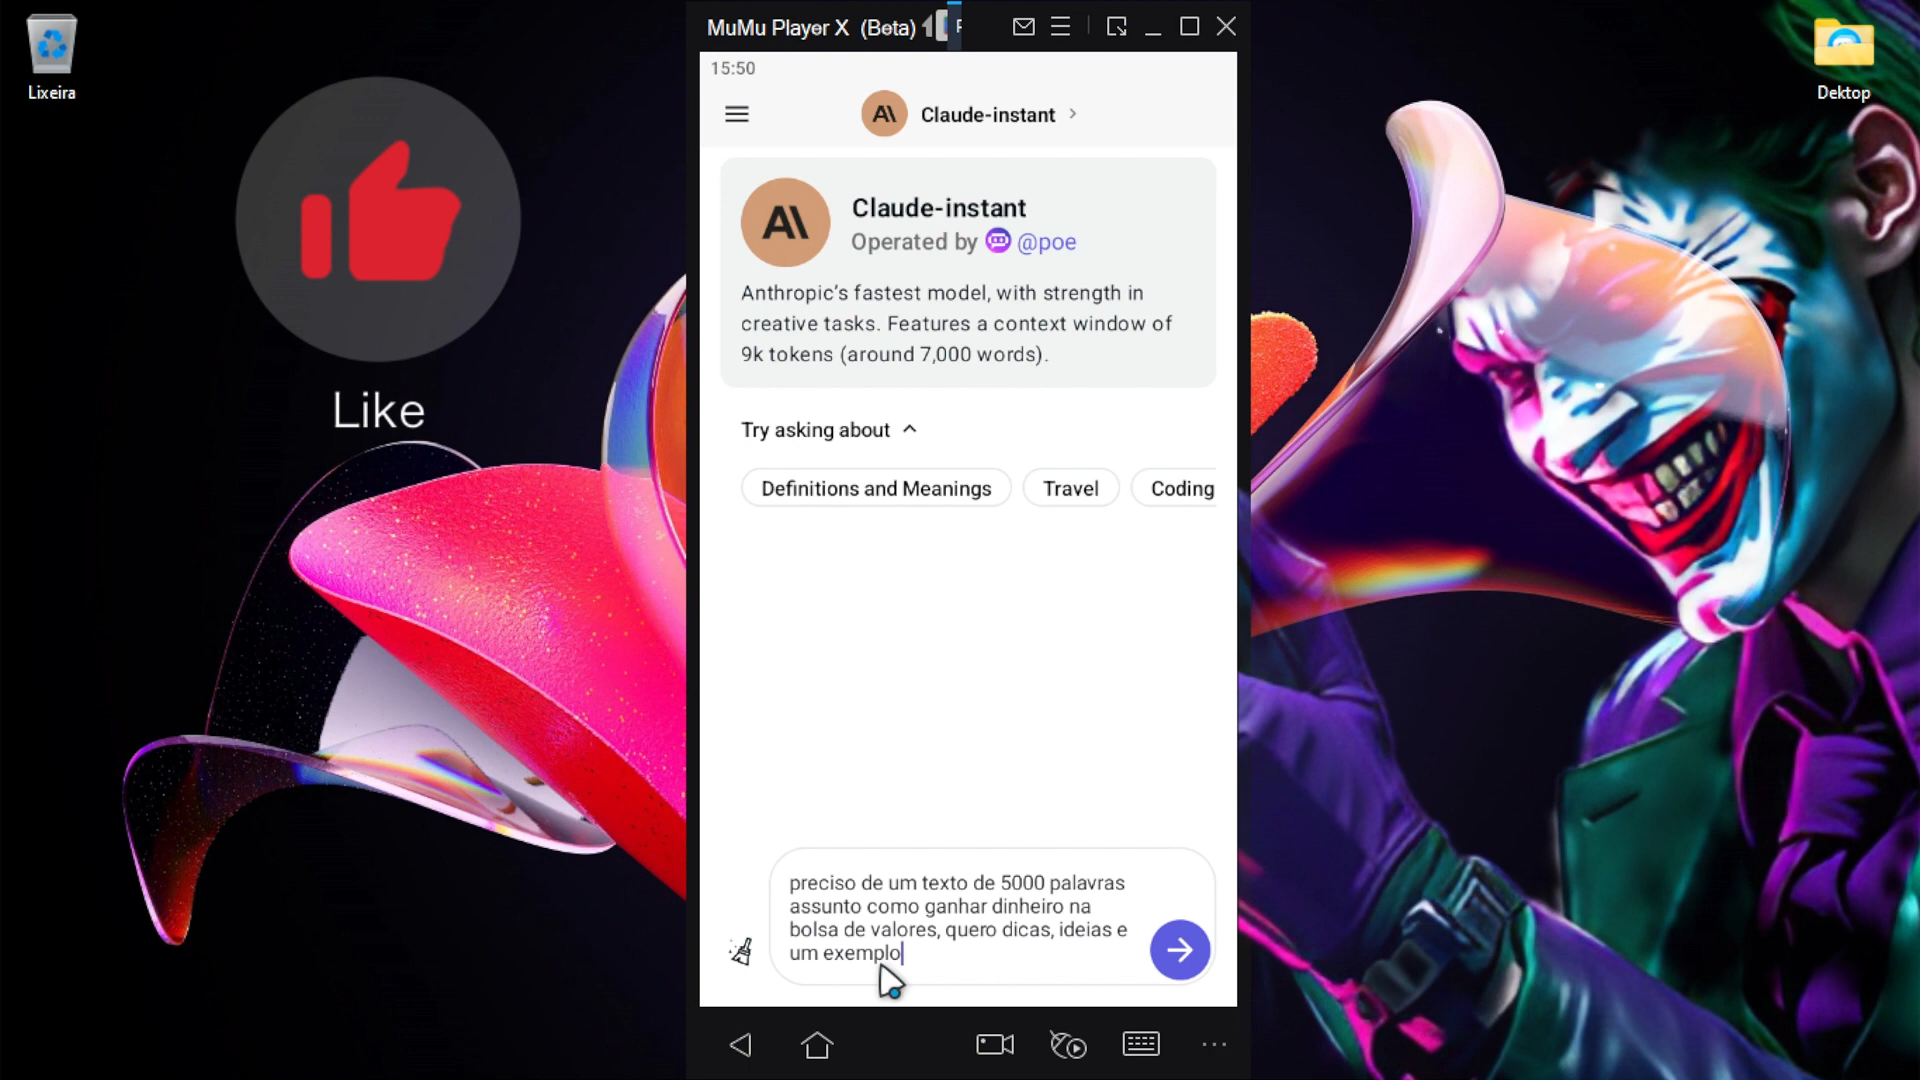 Lixeira
Like
MuMu Player X (Beta)
15:50
Claude-instant
Claude-instant
Operated by @poe
Anthropic's fastest model, with strength in
creative tasks. Features a context window of
9k tokens (around 7,000 words).
Try asking about
Definitions and Meanings
Travel
Coding
preciso de um texto de 5000 palavras
assunto como ganhar dinheiro na
bolsa de valores, quero dicas, ideias e
um exemplo
Dektop